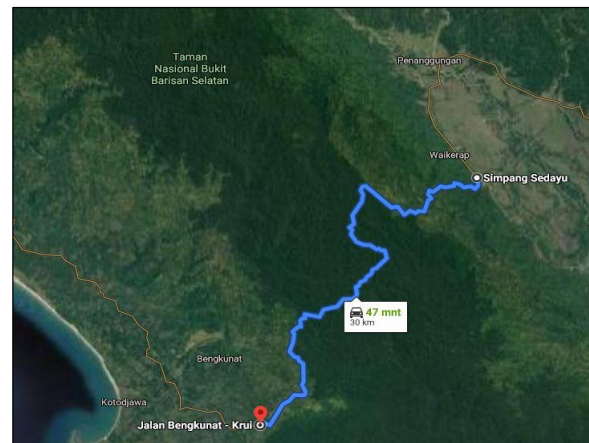 Taman
Nasional Bukit
Barisan Selatan
Penanggungan
Waikerap
Simpang Sedayu
47 mnt
30 km
Bengkunat
Kotodjawa
Jalan Bengkunat - Krui